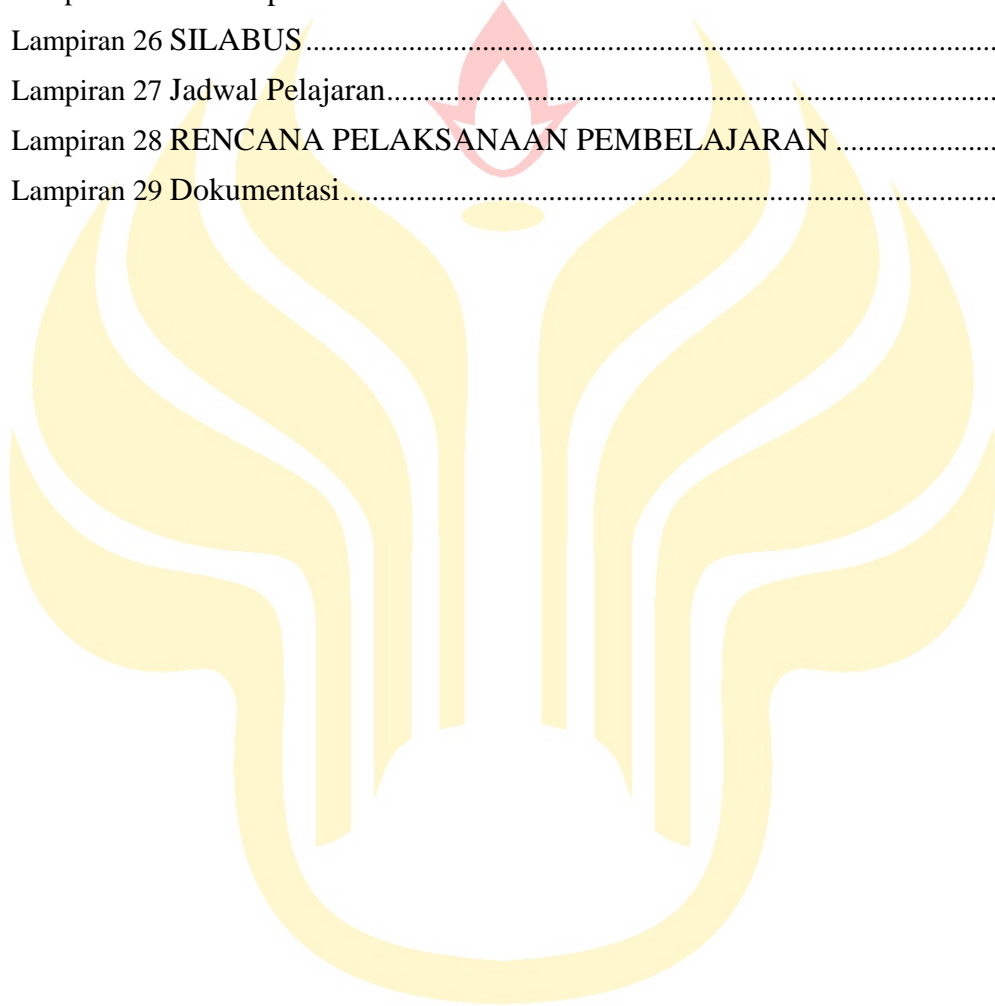 Lampiran 26 SILABUS........................................................................................
Lampiran 27 Jadwal Pelajaran..............................................................................
Lampiran 28 RENCANA PELAKSANAAN PEMBELAJARAN ....................
Lampiran 29 Dokumentasi...................................................................................